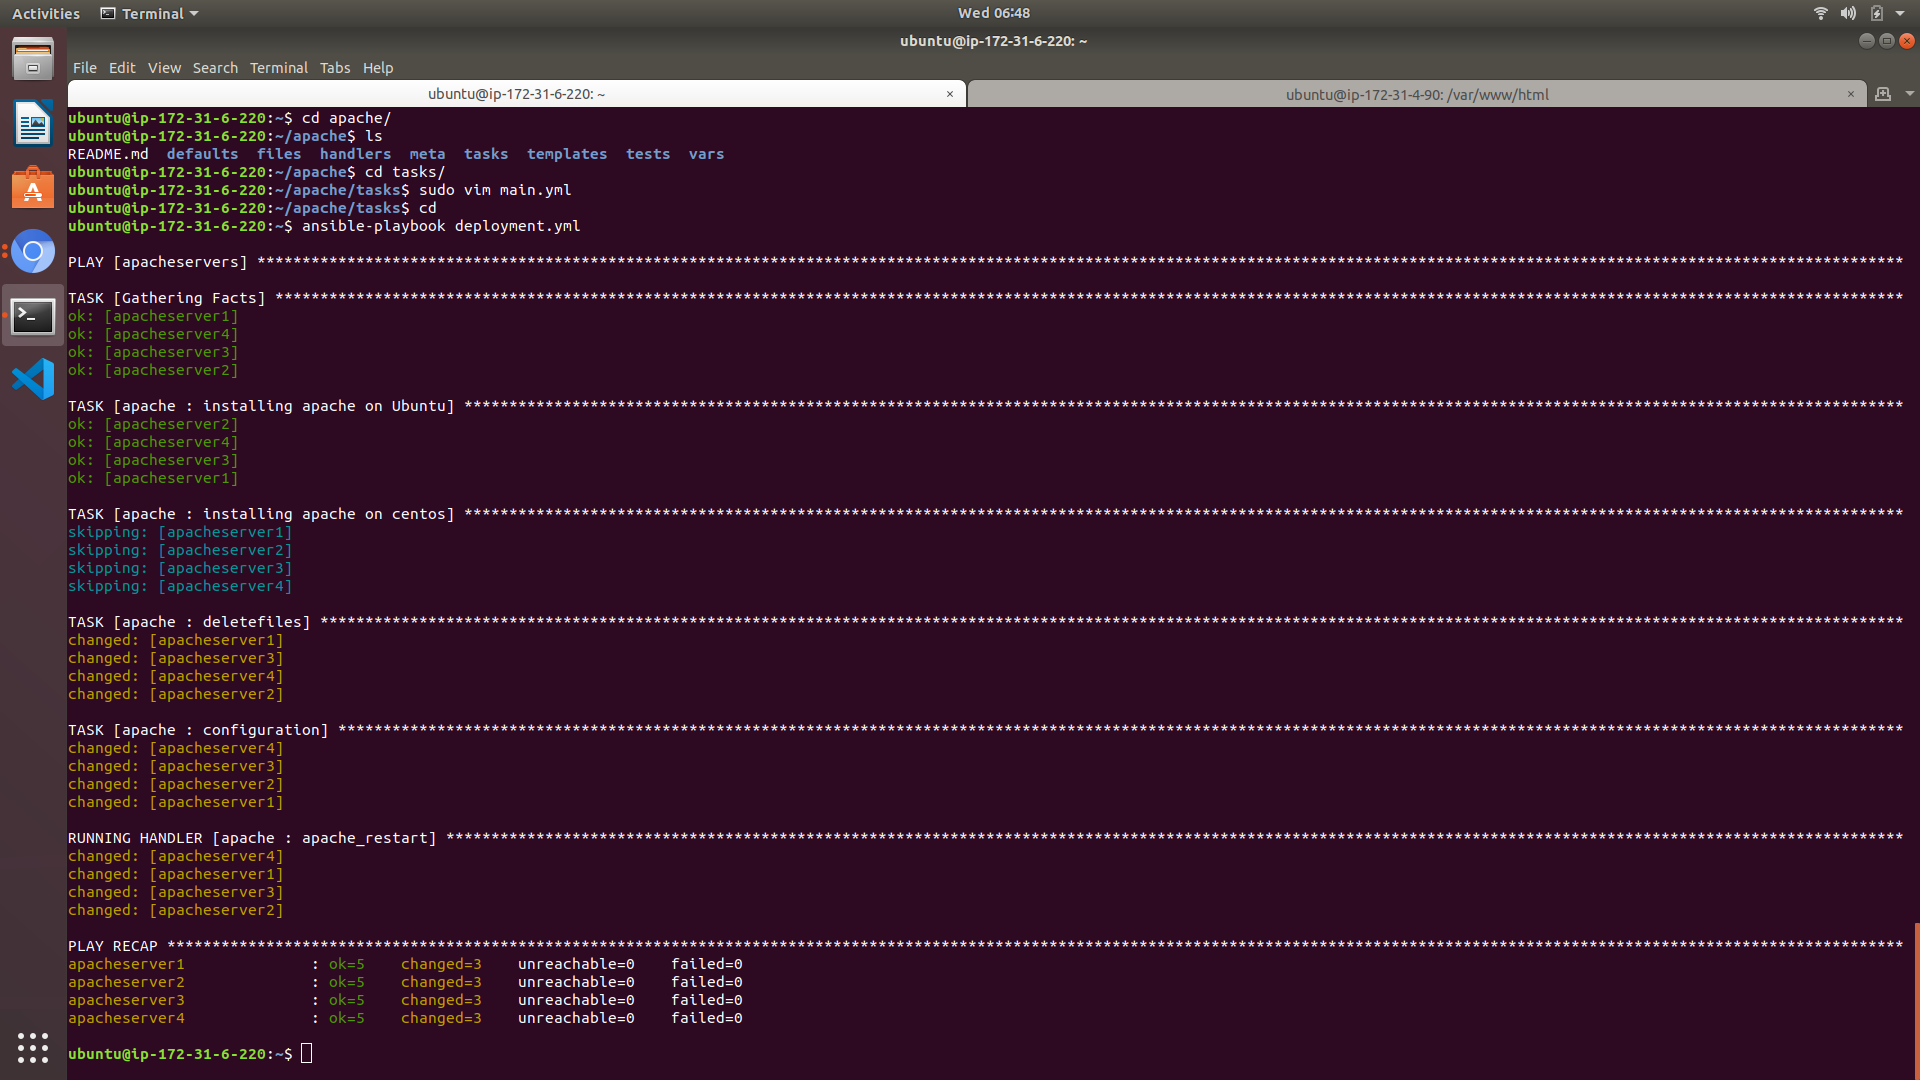 Activities Terminal Wed 06:48
ubuntu@ip-172-31-6-220: ~
File Edit View Search Terminal Tabs Help
ubuntu@ip-172-31-6-220: ~ × ubuntu@ip-172-31-4-90: /var/www/html ×
ubuntu@ip-172-31-6-220:~$ cd apache/
ubuntu@ip-172-31-6-220:~/apache$ ls
README.md  defaults  files  handlers  meta  tasks  templates  tests  vars
ubuntu@ip-172-31-6-220:~/apache$ cd tasks/
ubuntu@ip-172-31-6-220:~/apache/tasks$ sudo vim main.yml
ubuntu@ip-172-31-6-220:~/apache/tasks$ cd
ubuntu@ip-172-31-6-220:~$ ansible-playbook deployment.yml
PLAY [apacheservers] ***************************************************************************************************************************************************************************************
TASK [Gathering Facts] *************************************************************************************************************************************************************************************
ok: [apacheserver1]
ok: [apacheserver4]
ok: [apacheserver3]
ok: [apacheserver2]
TASK [apache : installing apache on Ubuntu] ****************************************************************************************************************************************************************
ok: [apacheserver2]
ok: [apacheserver4]
ok: [apacheserver3]
ok: [apacheserver1]
TASK [apache : installing apache on centos] ****************************************************************************************************************************************************************
skipping: [apacheserver1]
skipping: [apacheserver2]
skipping: [apacheserver3]
skipping: [apacheserver4]
TASK [apache : deletefiles] ********************************************************************************************************************************************************************************
changed: [apacheserver1]
changed: [apacheserver3]
changed: [apacheserver4]
changed: [apacheserver2]
TASK [apache : configuration] ******************************************************************************************************************************************************************************
changed: [apacheserver4]
changed: [apacheserver3]
changed: [apacheserver2]
changed: [apacheserver1]
RUNNING HANDLER [apache : apache_restart] ******************************************************************************************************************************************************************
changed: [apacheserver4]
changed: [apacheserver1]
changed: [apacheserver3]
changed: [apacheserver2]
PLAY RECAP *************************************************************************************************************************************************************************************************
apacheserver1              : ok=5    changed=3    unreachable=0    failed=0
apacheserver2              : ok=5    changed=3    unreachable=0    failed=0
apacheserver3              : ok=5    changed=3    unreachable=0    failed=0
apacheserver4              : ok=5    changed=3    unreachable=0    failed=0
ubuntu@ip-172-31-6-220:~$